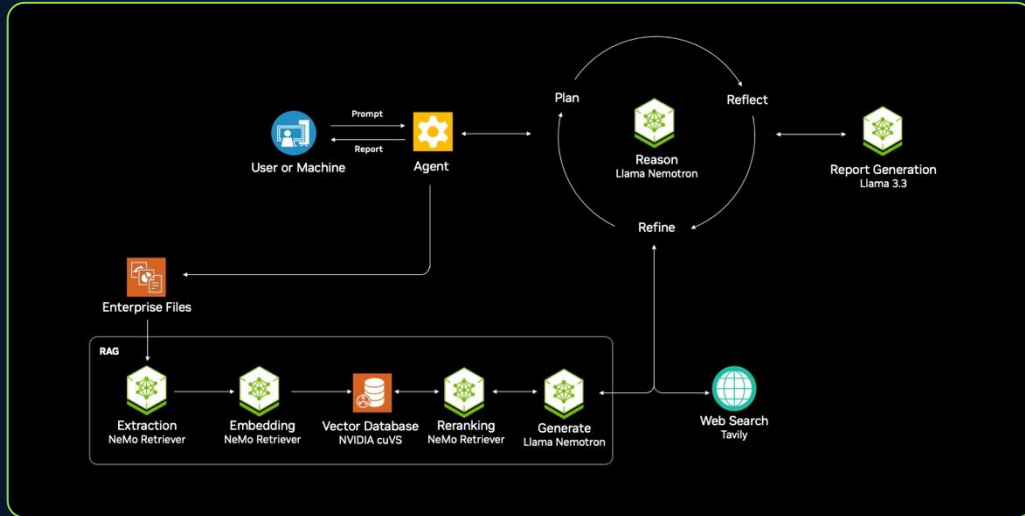 Plan
Reflect
Prompt
Report
User or Machine
Agent
Reason
Llama Nemotron
Report Generation
Llama 3.3
Refine
Enterprise Files
RAG
Extraction
NeMo Retriever
Embedding
NeMo Retriever
Vector Database
NVIDIA cuVS
Reranking
NeMo Retriever
Generate
Llama Nemotron
Web Search
Tavily